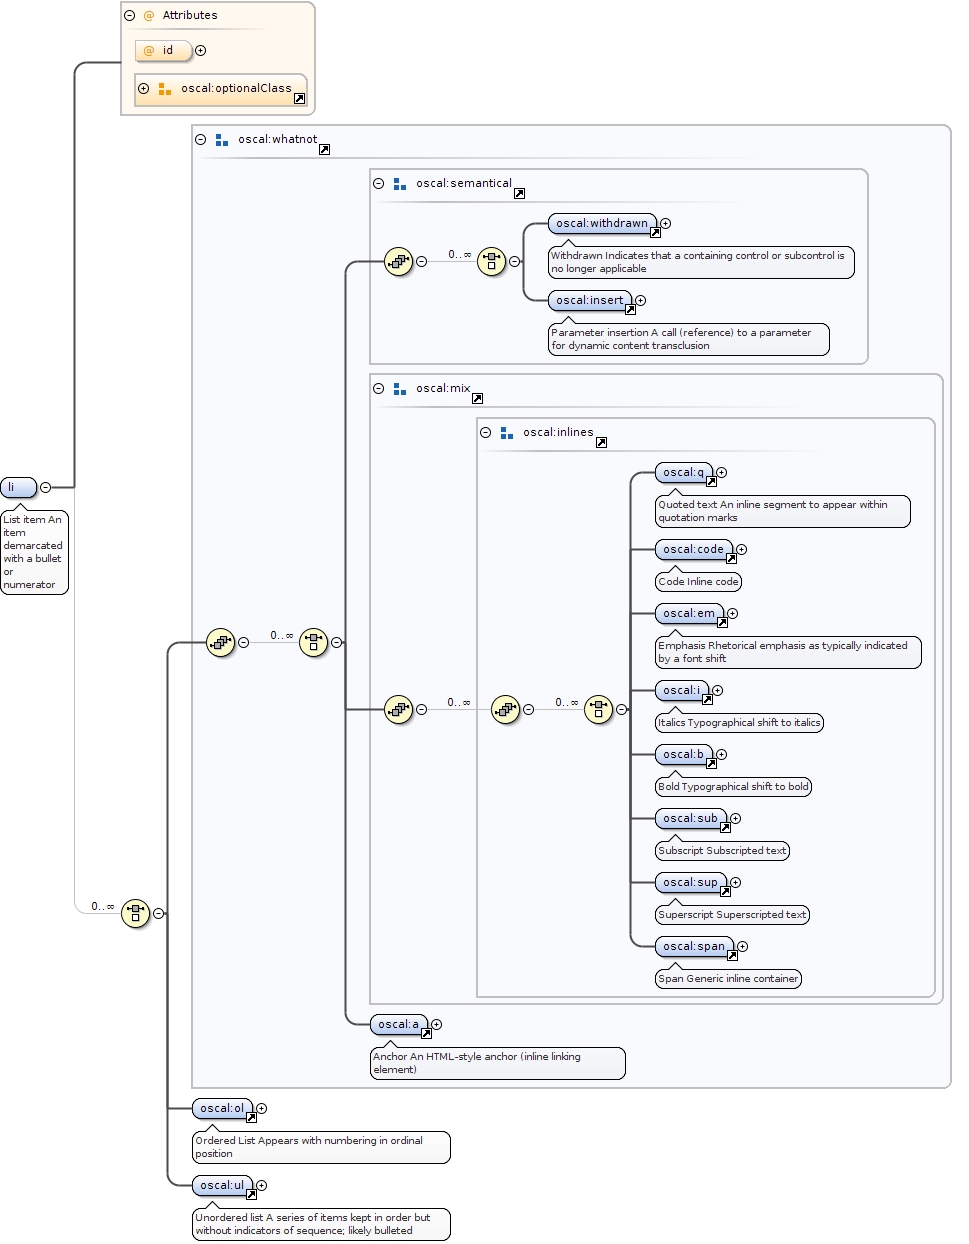 @ Attributes
@ id
oscal:optionalClass
oscal:whatnot
oscal:semantical
oscal:withdrawn
0..∞
Withdrawn Indicates that a containing control or subcontrol is
no longer applicable
oscal:insert
Parameter insertion A call (reference) to a parameter
for dynamic content transclusion
oscal:mix
oscal:inlines
oscal:q
li
Quoted text An inline segment to appear within
quotation marks
List item An
item
demarcated
with a bullet
or
numerator
oscal:code
Code Inline code
oscal:em
0..∞
Emphasis Rhetorical emphasis as typically indicated
by a font shift
oscal:i
0..∞
0..∞
Italics Typographical shift to italics
oscal:b
Bold Typographical shift to bold
oscal:sub
Subscript Subscripted text
oscal:sup
0..∞
Superscript Superscripted text
oscal:span
Span Generic inline container
oscal:a
Anchor An HTML-style anchor (inline linking
element)
oscal:ol
Ordered List Appears with numbering in ordinal
position
oscal:ul
Unordered list A series of items kept in order but
without indicators of sequence; likely bulleted